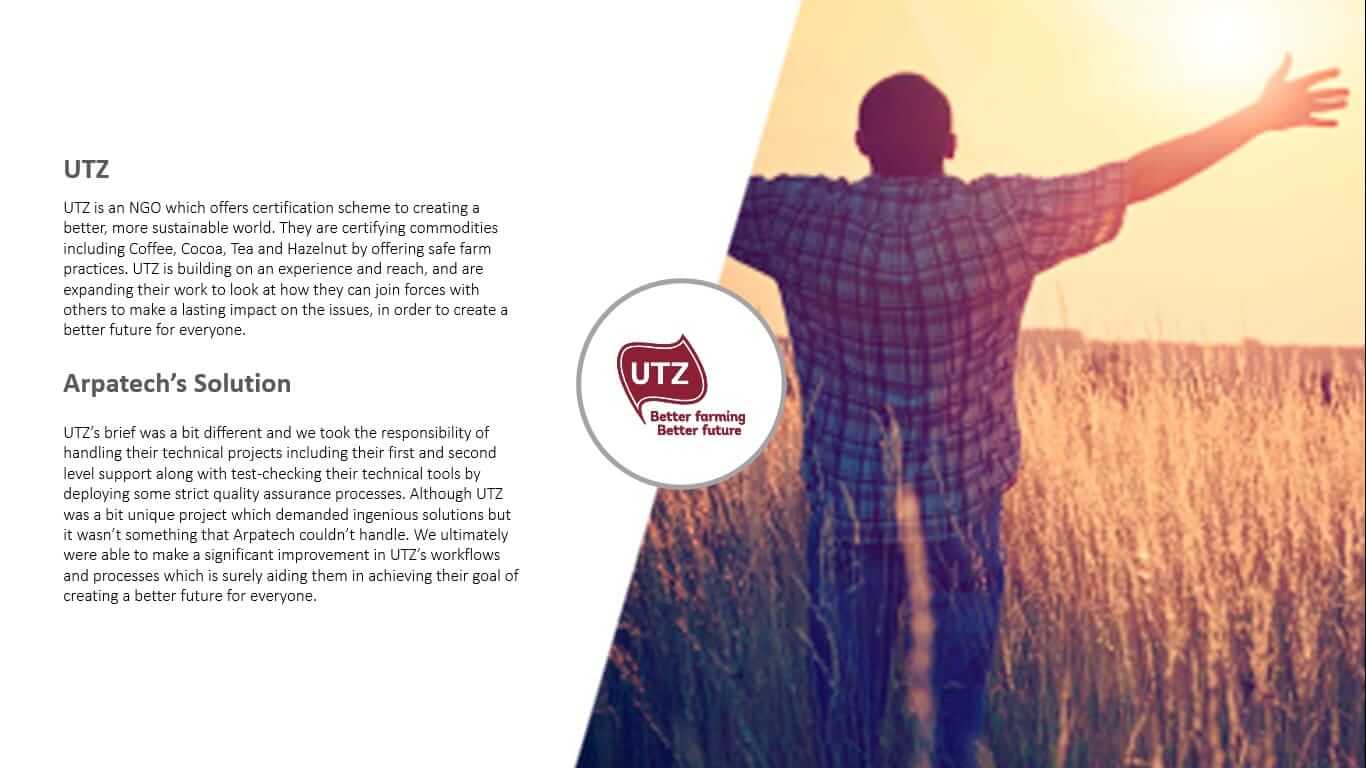 UTZ
UTZ is an NGO which offers certification scheme to creating a
better, more sustainable world. They are certifying commodities
including Coffee, Cocoa, Tea and Hazelnut by offering safe farm
practices. UTZ is building on an experience and reach, and are
expanding their work to look at how they can join forces with
others to make a lasting impact on the issues, in order to create a
better future for everyone.
Arpatech’s Solution
UTZ’s brief was a bit different and we took the responsibility of
handling their technical projects including their first and second
level support along with test-checking their technical tools by
deploying some strict quality assurance processes. Although UTZ
was a bit unique project which demanded ingenious solutions but
it wasn’t something that Arpatech couldn’t handle. We ultimately
were able to make a significant improvement in UTZ’s workflows
and processes which is surely aiding them in achieving their goal of
creating a better future for everyone.
UTZ
Better farming
Better future